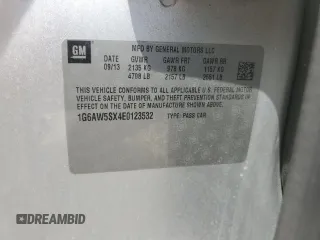 GM
MFD BY GENERAL MOTORS LLC
DATE GVWR GAWR FRT GAWR RR
09/13 2135 KG 978 KG 1157 KG
4708 LB 2157 LB 2551 LB
THIS VEHICLE CONFORMS TO ALL APPLICABLE U.S. FEDERAL MOTOR
VEHICLE SAFETY, BUMPER, AND THEFT PREVENTION
STANDARDS IN EFFECT ON THE DATE OF MANUFACTURE SHOWN ABOVE.
1G6AW5SX4E0123532 TYPE: PASS CAR
DREAMBID